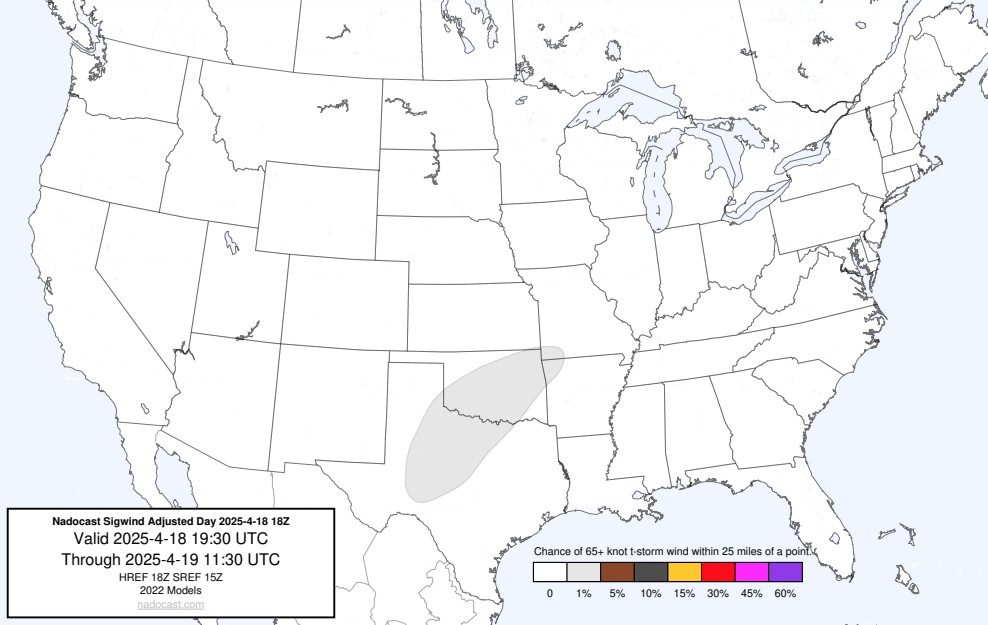 Nadocast Sigwind Adjusted Day 2025-4-18 18Z
Valid 2025-4-18 19:30 UTC
Through 2025-4-19 11:30 UTC
HREF 18Z SREF 15Z
2022 Models
nadocast.com
Chance of 65+ knot t-storm wind within 25 miles of a point.
0 1% 5% 10% 15% 30% 45% 60%